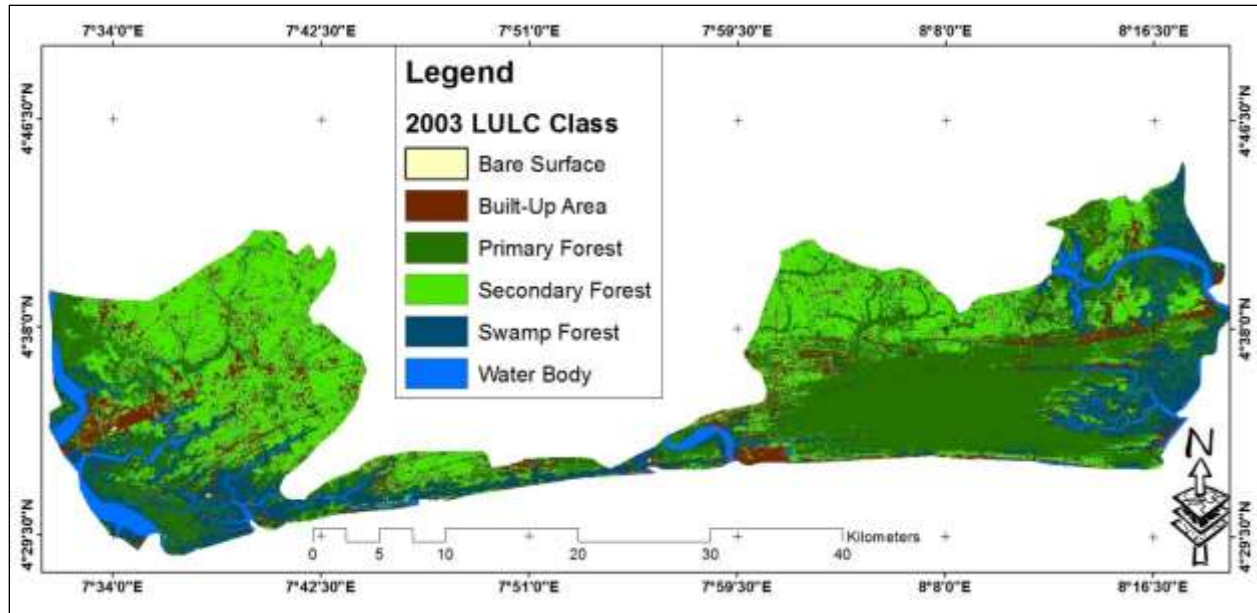 7°34'0"E 7°42'30"E 7°51'0"E 7°59'30"E 8°8'0"E 8°16'30"E
4°46'30"N 4°46'30"N
Legend
2003 LULC Class
Bare Surface
Built-Up Area
Primary Forest
Secondary Forest
Swamp Forest
Water Body
4°38'0"N 4°38'0"N
N
4°29'30"N 4°29'30"N
Kilometers
0 5 10 20 30 40
7°34'0"E 7°42'30"E 7°51'0"E 7°59'30"E 8°8'0"E 8°16'30"E